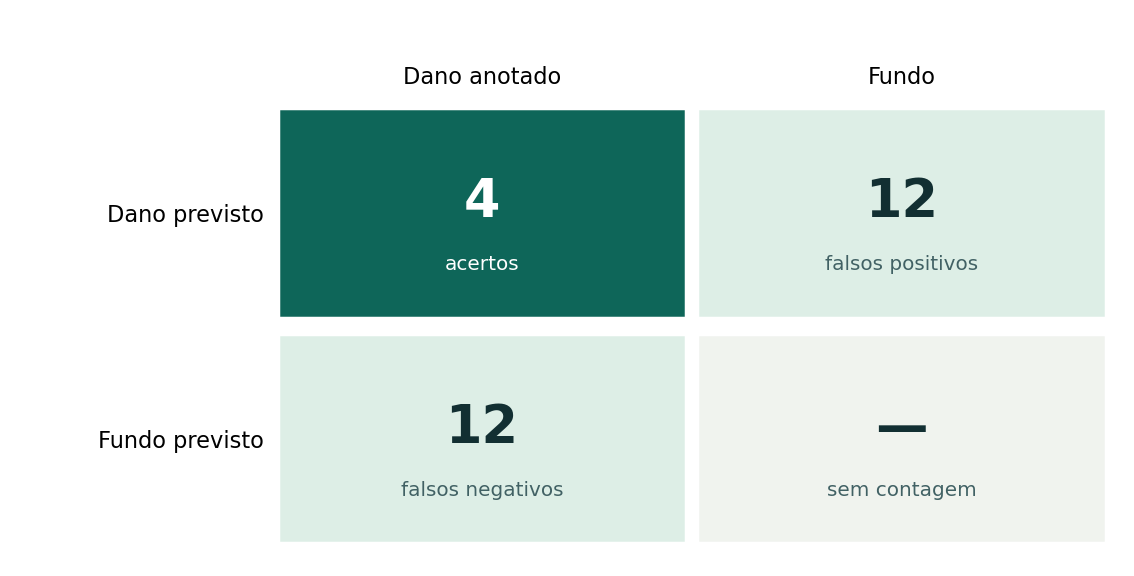 Dano anotado
Fundo
Dano previsto
4
acertos
12
falsos positivos
Fundo previsto
12
falsos negativos
—
sem contagem